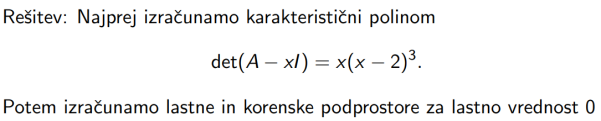 Rešitev: Najprej izračunamo karakteristični polinom
det(A − xI) = x(x − 2)³.
Potem izračunamo lastne in korenske podprostore za lastno vrednost 0